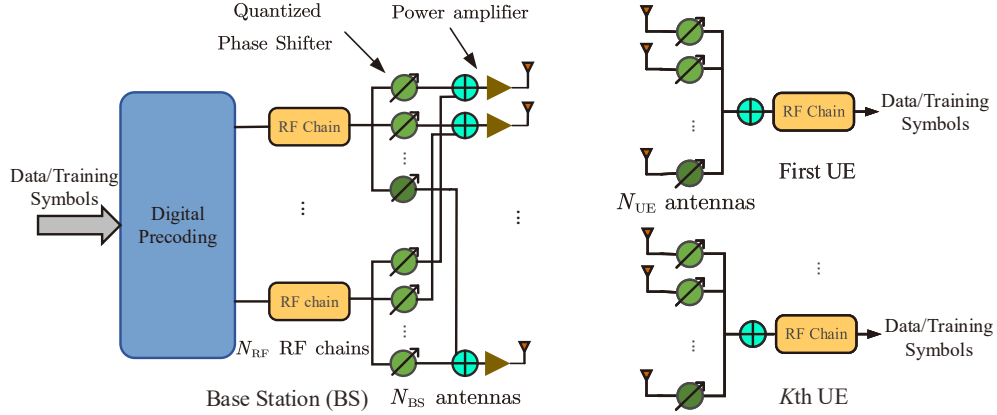 Quantized
Phase Shifter
Power amplifier
RF Chain
Data/Training
Symbols
Digital
Precoding
RF chain
N_RF RF chains
Base Station (BS)
N_BS antennas
RF Chain
Data/Training
Symbols
First UE
N_UE antennas
RF Chain
Data/Training
Symbols
Kth UE